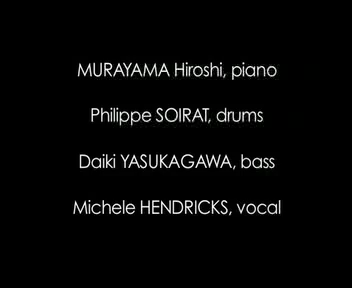 MURAYAMA Hiroshi, piano
Philippe SOIRAT, drums
Daiki YASUKAGAWA, bass
Michele HENDRICKS, vocal